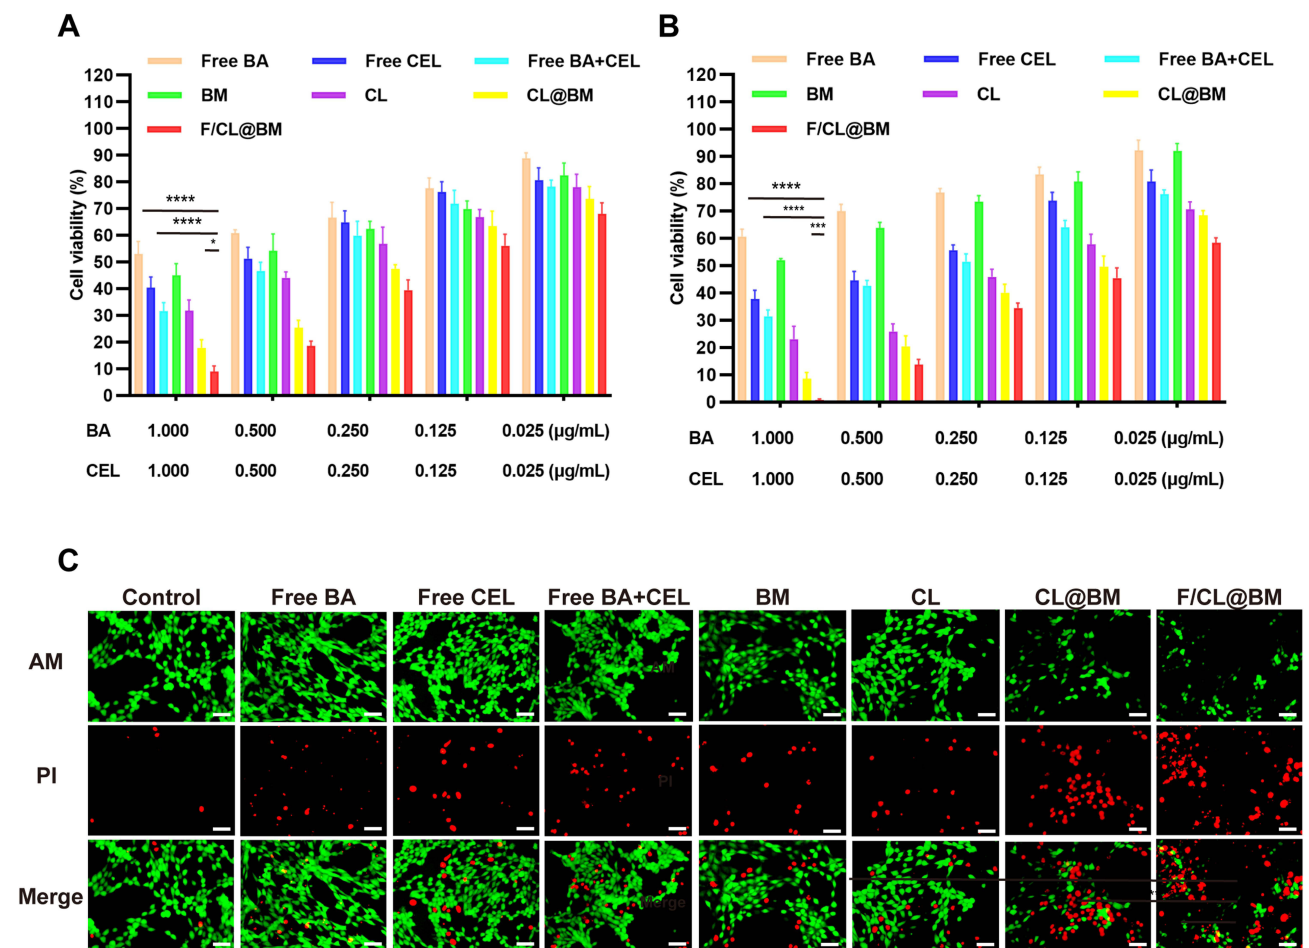 A
Free BA Free CEL Free BA+CEL
BM CL CL@BM
F/CL@BM
Cell viability (%)
120
110
100
90
80
70
60
50
40
30
20
10
0
****
****
*
BA 1.000 0.500 0.250 0.125 0.025 (μg/mL)
CEL 1.000 0.500 0.250 0.125 0.025 (μg/mL)
B
Free BA Free CEL Free BA+CEL
BM CL CL@BM
F/CL@BM
Cell viability (%)
120
110
100
90
80
70
60
50
40
30
20
10
0
****
****
***
BA 1.000 0.500 0.250 0.125 0.025 (μg/mL)
CEL 1.000 0.500 0.250 0.125 0.025 (μg/mL)
C
Control Free BA Free CEL Free BA+CEL BM CL CL@BM F/CL@BM
AM
AM
PI
PI
Merge
Merge